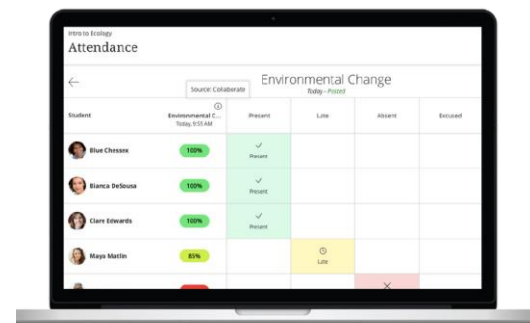 Intro to Ecology
Attendance
Environmental Change
Source: Collaborate
Today - Posted
Student
Environmental C...
Today, 9:55 AM
Present
Late
Absent
Excused
Blue Chessex
100%
Present
Bianca DeSousa
100%
Present
Clare Edwards
100%
Present
Maya Matlin
85%
Late